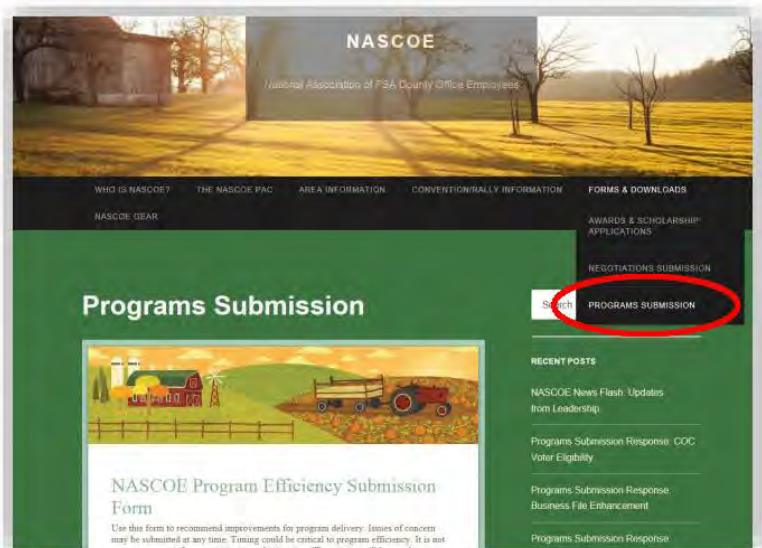 NASCOE
National Association of FSA County Office Employees
WHO IS NASCOE? THE NASCOE PAC AREA INFORMATION CONVENTION/RALLY INFORMATION FORMS & DOWNLOADS
NASCOE GEAR
AWARDS & SCHOLARSHIP
APPLICATIONS
NEGOTIATIONS SUBMISSION
PROGRAMS SUBMISSION
Programs Submission
Search
RECENT POSTS
NASCOE News Flash: Updates
from Leadership
Programs Submission Response: COC
Voter Eligibility
Programs Submission Response:
Business File Enhancement
Programs Submission Response:
NASCOE Program Efficiency Submission
Form
Use this form to recommend improvements for program delivery. Issues of concern
may be submitted at any time. Timing could be critical to program efficiency. It is not